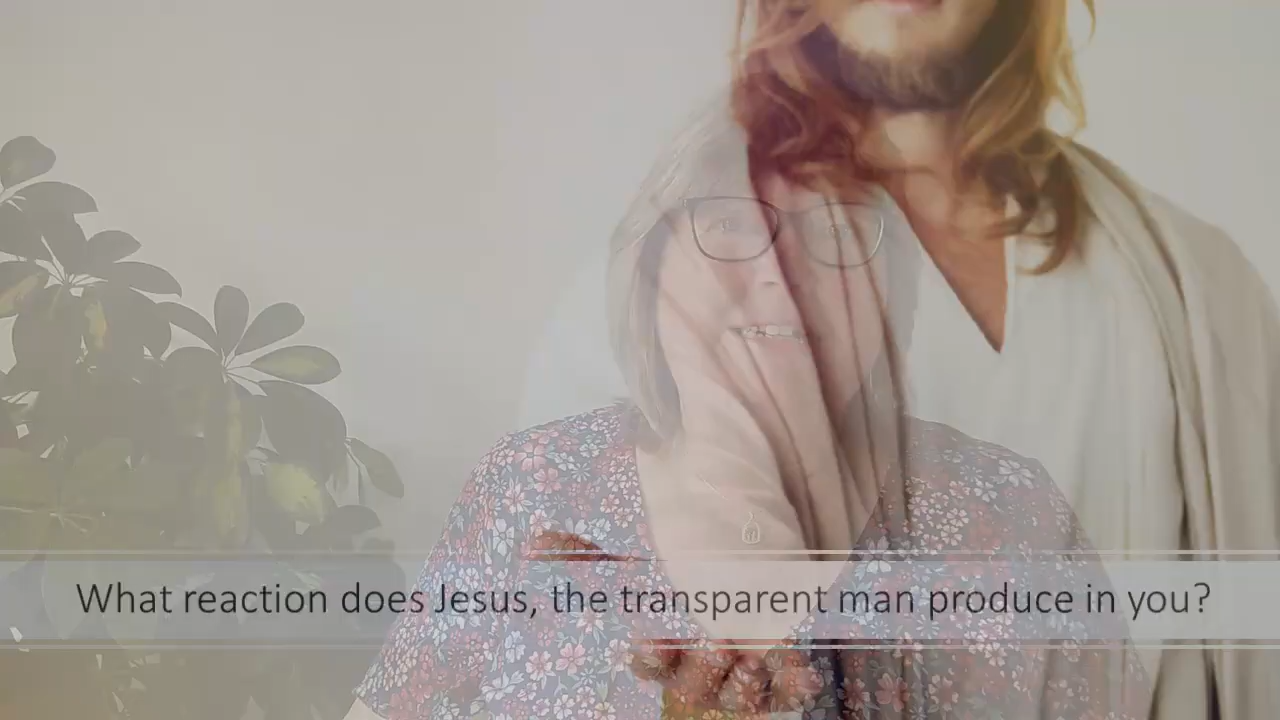 What reaction does Jesus, the transparent man produce in you?